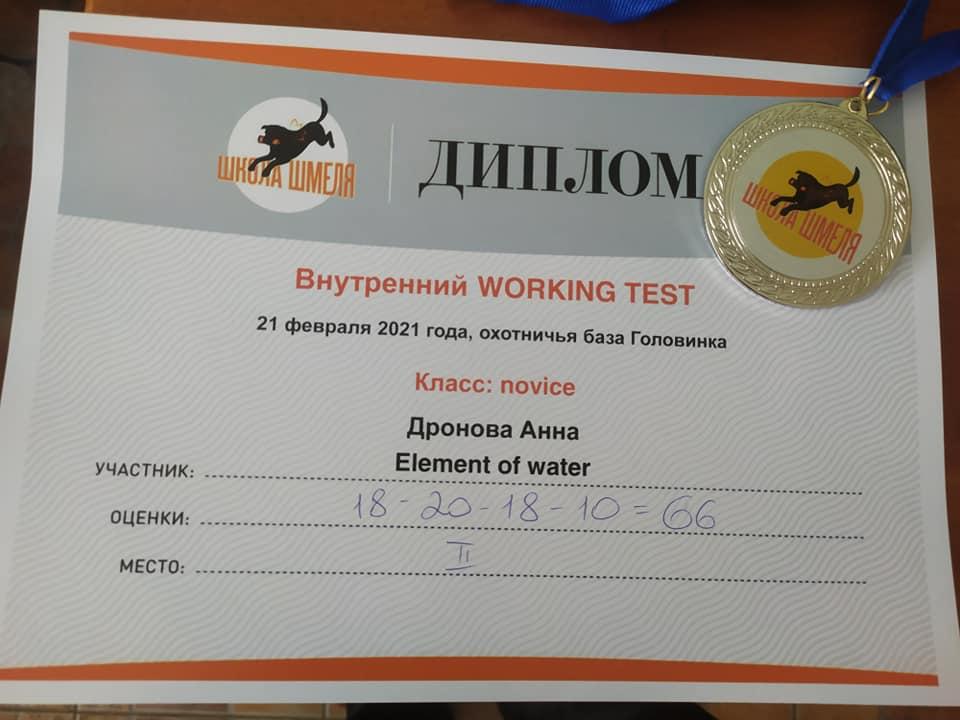 ШКОЛА ШМЕЛЯ
ДИПЛОМ
ШКОЛА ШМЕЛЯ
Внутренний WORKING TEST
21 февраля 2021 года, охотничья база Головинка
Класс: novice
Дронова Анна
УЧАСТНИК: Element of water
ОЦЕНКИ: 18 - 20 - 18 - 10 = 66
МЕСТО: II